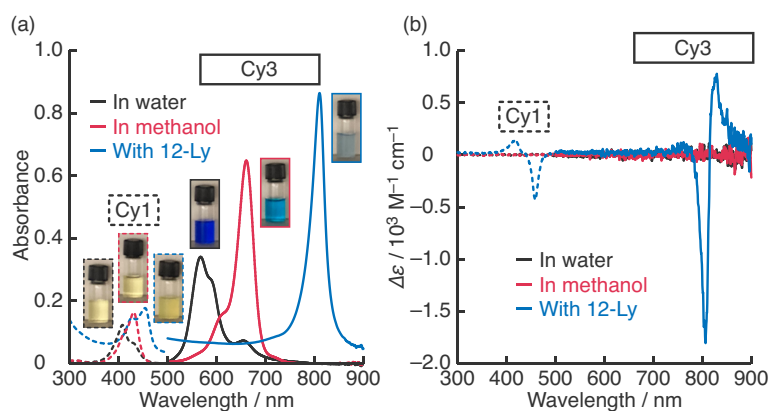 (a)
Cy3
1.0
0.8
0.6
0.4
0.2
0
In water
In methanol
With 12-Ly
Cy1
Absorbance
300 400 500 600 700 800 900
Wavelength / nm
(b)
Cy3
1.0
0.5
0
−0.5
−1.0
−1.5
−2.0
Cy1
In water
In methanol
With 12-Ly
Δε / 10³ M⁻¹ cm⁻¹
300 400 500 600 700 800 900
Wavelength / nm